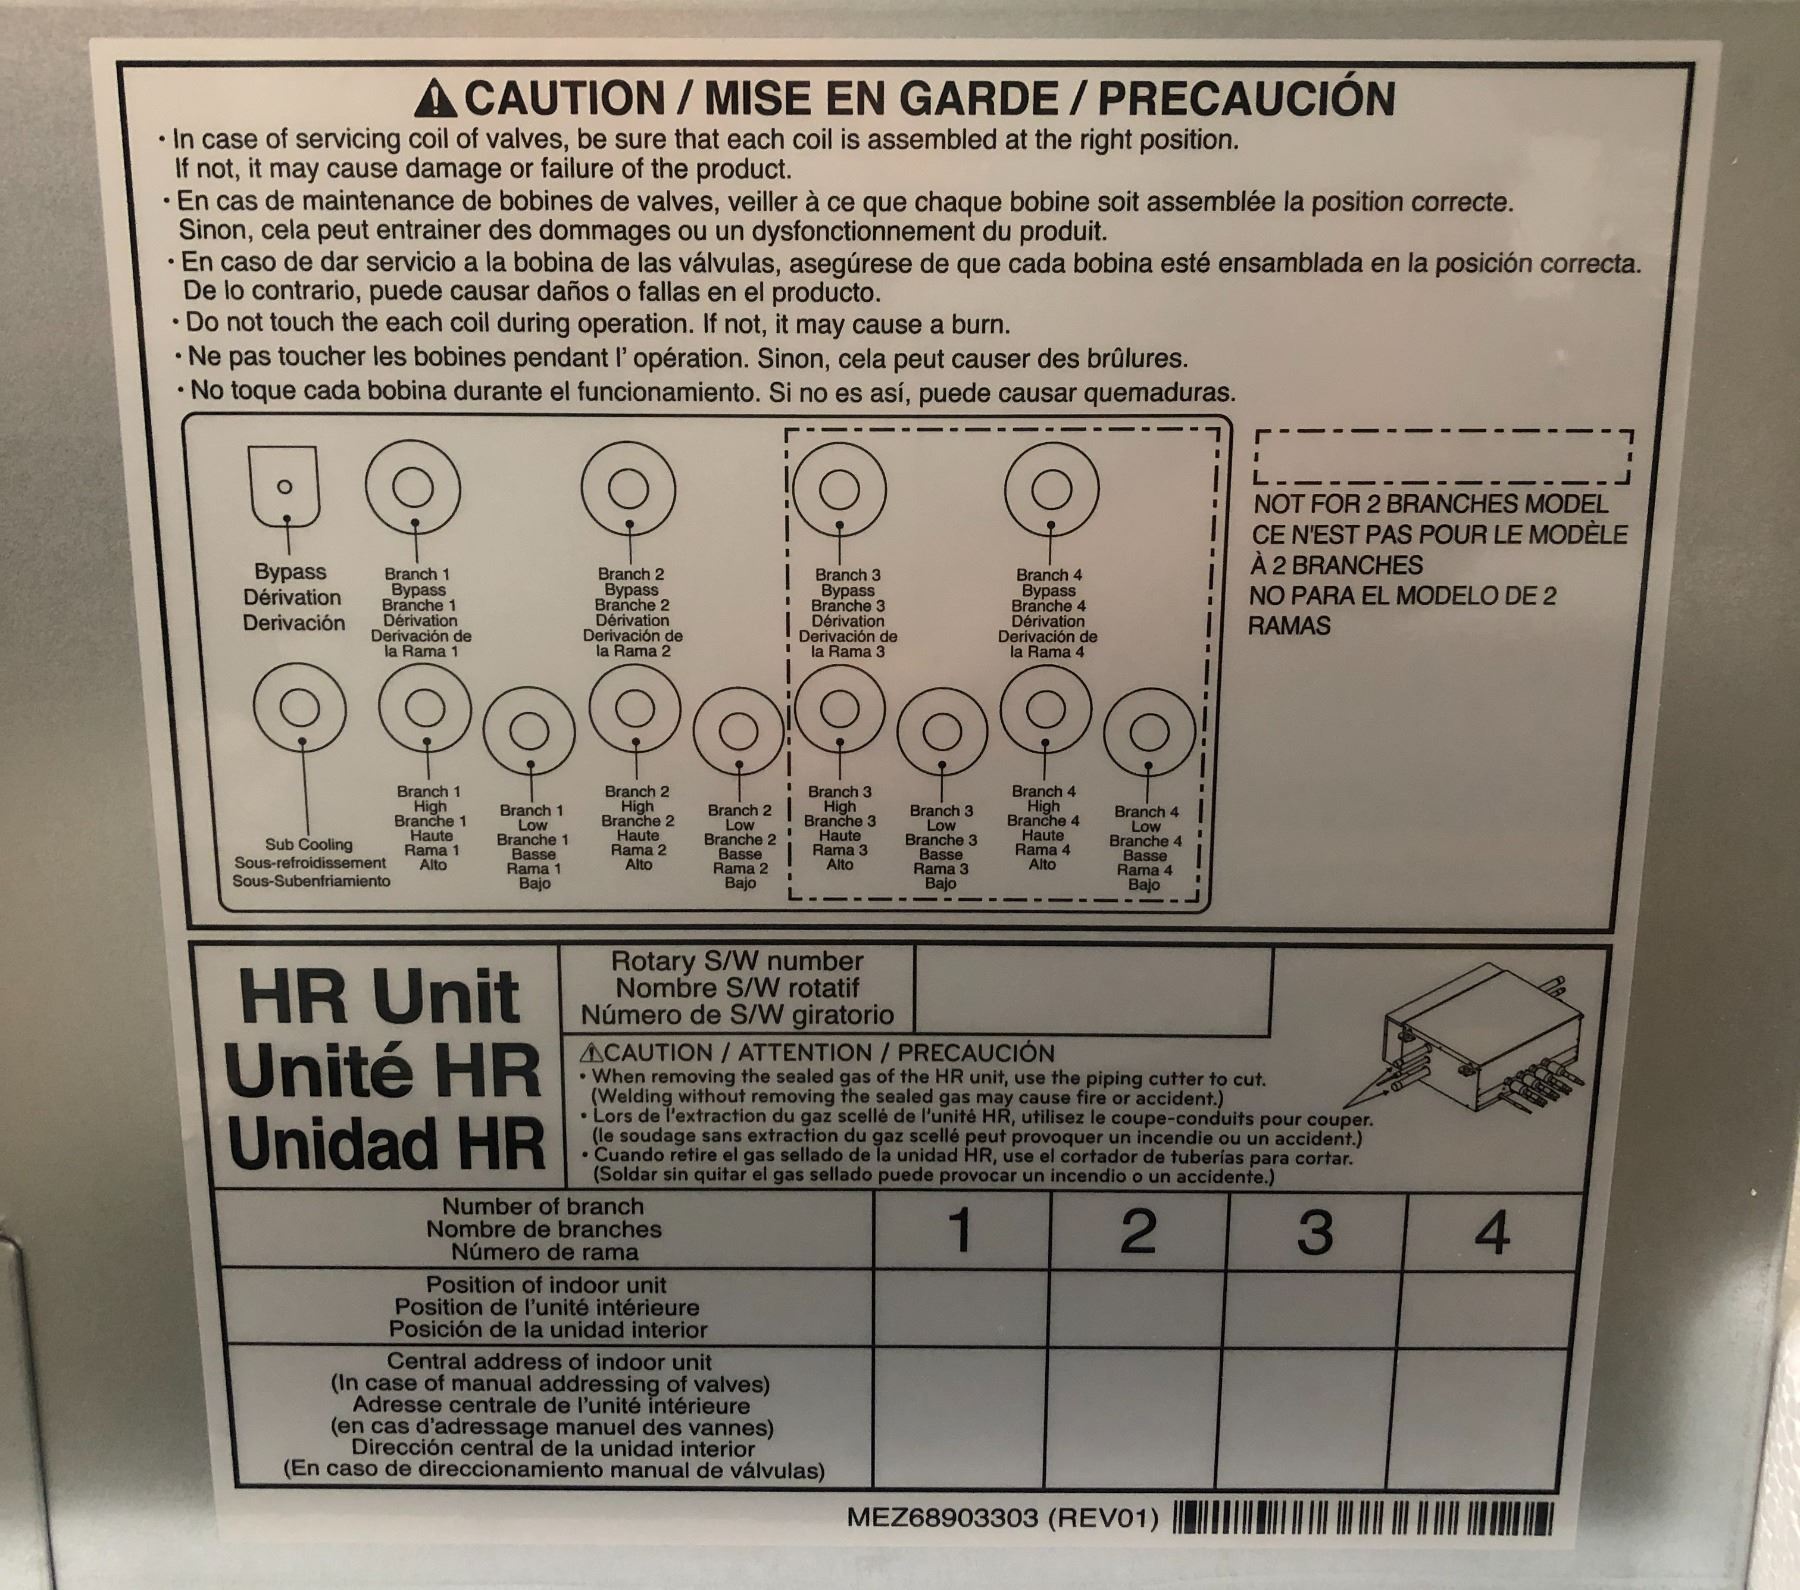 ⚠ CAUTION / MISE EN GARDE / PRECAUCIÓN
• In case of servicing coil of valves, be sure that each coil is assembled at the right position.
If not, it may cause damage or failure of the product.
• En cas de maintenance de bobines de valves, veiller à ce que chaque bobine soit assemblée la position correcte.
Sinon, cela peut entrainer des dommages ou un dysfonctionnement du produit.
• En caso de dar servicio a la bobina de las válvulas, asegúrese de que cada bobina esté ensamblada en la posición correcta.
De lo contrario, puede causar daños o fallas en el producto.
• Do not touch the each coil during operation. If not, it may cause a burn.
• Ne pas toucher les bobines pendant l' opération. Sinon, cela peut causer des brûlures.
• No toque cada bobina durante el funcionamiento. Si no es así, puede causar quemaduras.
Bypass
Dérivation
Derivación
Branch 1
Bypass
Branche 1
Dérivation
Derivación de
la Rama 1
Branch 2
Bypass
Branche 2
Dérivation
Derivación de
la Rama 2
Branch 3
Bypass
Branche 3
Dérivation
Derivación de
la Rama 3
Branch 4
Bypass
Branche 4
Dérivation
Derivación de
la Rama 4
NOT FOR 2 BRANCHES MODEL
CE N'EST PAS POUR LE MODÈLE
À 2 BRANCHES
NO PARA EL MODELO DE 2
RAMAS
Sub Cooling
Sous-refroidissement
Sous-Subenfriamiento
Branch 1
High
Branche 1
Haute
Rama 1
Alto
Branch 1
Low
Branche 1
Basse
Rama 1
Bajo
Branch 2
High
Branche 2
Haute
Rama 2
Alto
Branch 2
Low
Branche 2
Basse
Rama 2
Bajo
Branch 3
High
Branche 3
Haute
Rama 3
Alto
Branch 3
Low
Branche 3
Basse
Rama 3
Bajo
Branch 4
High
Branche 4
Haute
Rama 4
Alto
Branch 4
Low
Branche 4
Basse
Rama 4
Bajo
HR Unit
Unité HR
Unidad HR
Rotary S/W number
Nombre S/W rotatif
Número de S/W giratorio
⚠CAUTION / ATTENTION / PRECAUCIÓN
• When removing the sealed gas of the HR unit, use the piping cutter to cut.
(Welding without removing the sealed gas may cause fire or accident.)
• Lors de l'extraction du gaz scellé de l'unité HR, utilisez le coupe-conduits pour couper.
(le soudage sans extraction du gaz scellé peut provoquer un incendie ou un accident.)
• Cuando retire el gas sellado de la unidad HR, use el cortador de tuberías para cortar.
(Soldar sin quitar el gas sellado puede provocar un incendio o un accidente.)
Number of branch
Nombre de branches
Número de rama
1 2 3 4
Position of indoor unit
Position de l'unité intérieure
Posición de la unidad interior
Central address of indoor unit
(In case of manual addressing of valves)
Adresse centrale de l'unité intérieure
(en cas d'adressage manuel des vannes)
Dirección central de la unidad interior
(En caso de direccionamiento manual de válvulas)
MEZ68903303 (REV01)